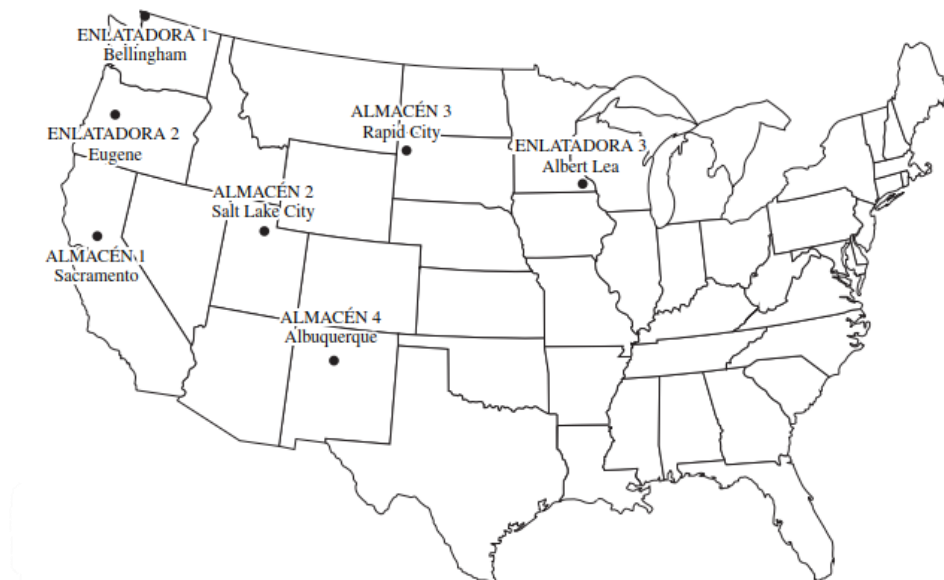 ENLATADORA 1
Bellingham
ALMACÉN 3
Rapid City
ENLATADORA 2
Eugene
ENLATADORA 3
Albert Lea
ALMACÉN 2
Salt Lake City
ALMACÉN 1
Sacramento
ALMACÉN 4
Albuquerque